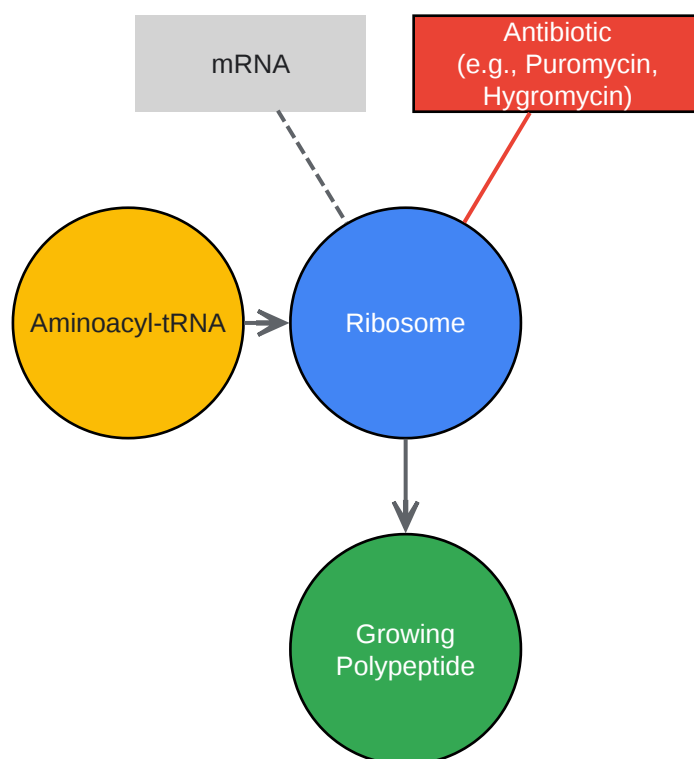 mRNA
Antibiotic
(e.g., Puromycin,
Hygromycin)
Aminoacyl-tRNA
Ribosome
Growing
Polypeptide